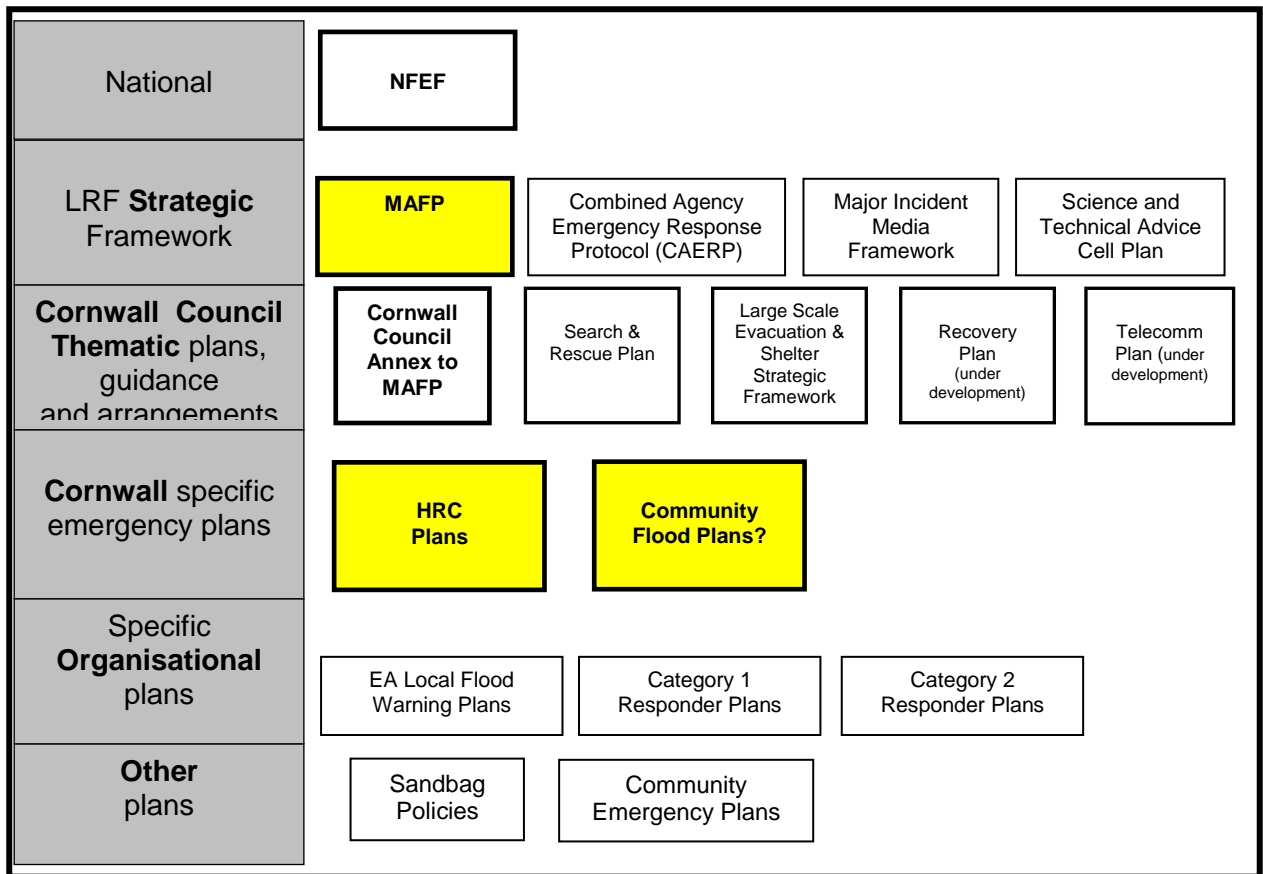 National
NFEF
LRF Strategic
Framework
MAFP
Combined Agency
Emergency Response
Protocol (CAERP)
Major Incident
Media
Framework
Science and
Technical Advice
Cell Plan
Cornwall Council
Thematic plans,
guidance
and arrangements
Cornwall
Council
Annex to
MAFP
Search &
Rescue Plan
Large Scale
Evacuation &
Shelter
Strategic
Framework
Recovery
Plan
(under
development)
Telecomm
Plan (under
development)
Cornwall specific
emergency plans
HRC
Plans
Community
Flood Plans?
Specific
Organisational
plans
EA Local Flood
Warning Plans
Category 1
Responder Plans
Category 2
Responder Plans
Other
plans
Sandbag
Policies
Community
Emergency Plans